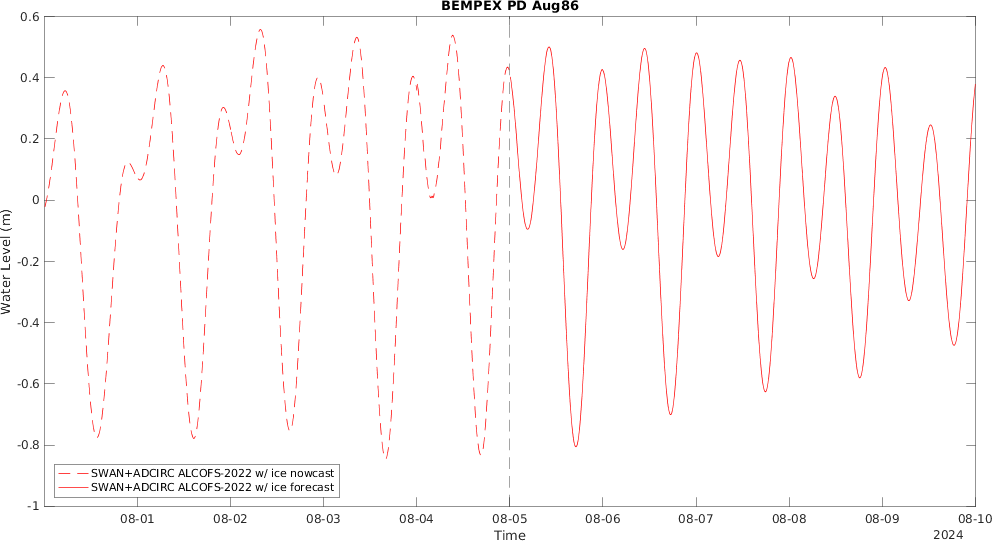 BEMPEX PD Aug86
0.6
0.4
0.2
0
-0.2
-0.4
-0.6
-0.8
-1
Water Level (m)
SWAN+ADCIRC ALCOFS-2022 w/ ice nowcast
SWAN+ADCIRC ALCOFS-2022 w/ ice forecast
08-01 08-02 08-03 08-04 08-05 08-06 08-07 08-08 08-09 08-10
Time
2024